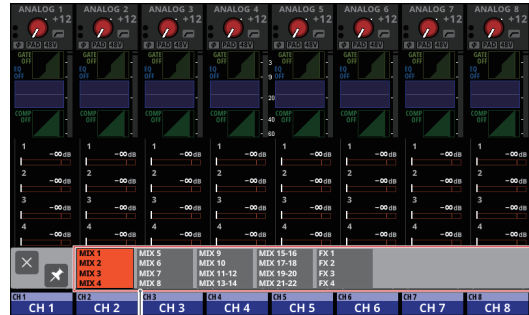 ANALOG 1 ANALOG 2 ANALOG 3 ANALOG 4 ANALOG 5 ANALOG 6 ANALOG 7 ANALOG 8
+12 +12 +12 +12 +12 +12 +12 +12
Ø PAD 48V Ø PAD 48V Ø PAD 48V Ø PAD 48V Ø PAD 48V Ø PAD 48V Ø PAD 48V Ø PAD 48V
GATE OFF GATE OFF GATE OFF GATE OFF GATE OFF GATE OFF GATE OFF GATE OFF
EQ OFF EQ OFF EQ OFF EQ OFF EQ OFF EQ OFF EQ OFF EQ OFF
COMP OFF COMP OFF COMP OFF COMP OFF COMP OFF COMP OFF COMP OFF COMP OFF
1 1 1 1 1 1 1 1
-∞dB -∞dB -∞dB -∞dB -∞dB -∞dB -∞dB -∞dB
2 2 2 2 2 2 2 2
-∞dB -∞dB -∞dB -∞dB -∞dB -∞dB -∞dB -∞dB
3 3 3 3 3 3 3 3
-∞dB -∞dB -∞dB -∞dB -∞dB -∞dB -∞dB -∞dB
4 4 4 4 4 4 4 4
-∞dB -∞dB -∞dB -∞dB -∞dB -∞dB -∞dB -∞dB
MIX 1 MIX 5 MIX 9 MIX 15-16 FX 1
MIX 2 MIX 6 MIX 10 MIX 17-18 FX 2
MIX 3 MIX 7 MIX 11-12 MIX 19-20 FX 3
MIX 4 MIX 8 MIX 13-14 MIX 21-22 FX 4
CH 1 CH 2 CH 3 CH 4 CH 5 CH 6 CH 7 CH 8
CH 1 CH 2 CH 3 CH 4 CH 5 CH 6 CH 7 CH 8